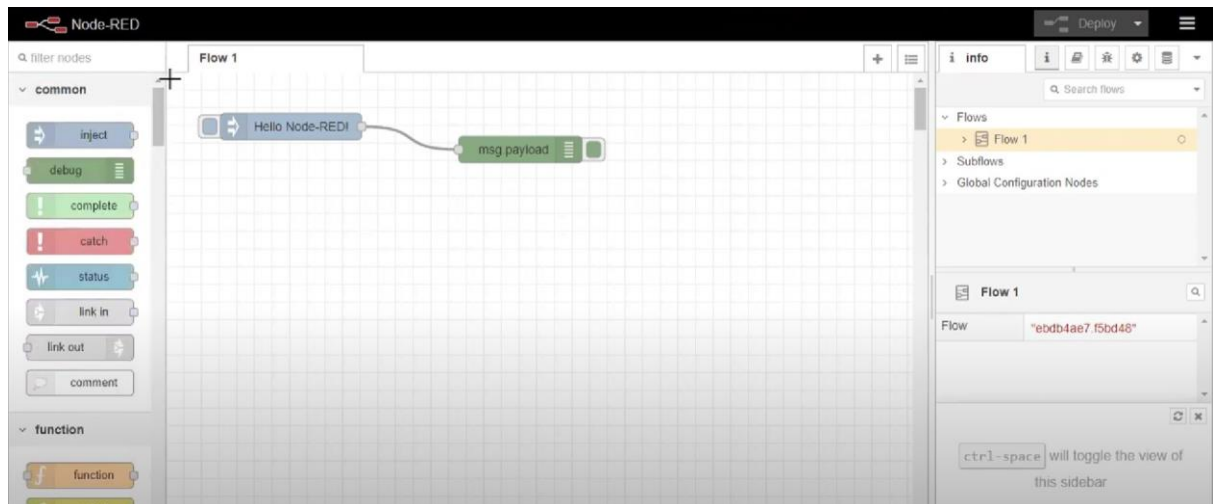 Node-RED
Deploy
filter nodes
Flow 1
i info
i
Search flows
common
inject
debug
complete
catch
status
link in
link out
comment
function
function
Hello Node-RED!
msg payload
Flows
Flow 1
Subflows
Global Configuration Nodes
Flow 1
Flow "ebdb4ae7.f5bd48"
ctrl-space will toggle the view of
this sidebar